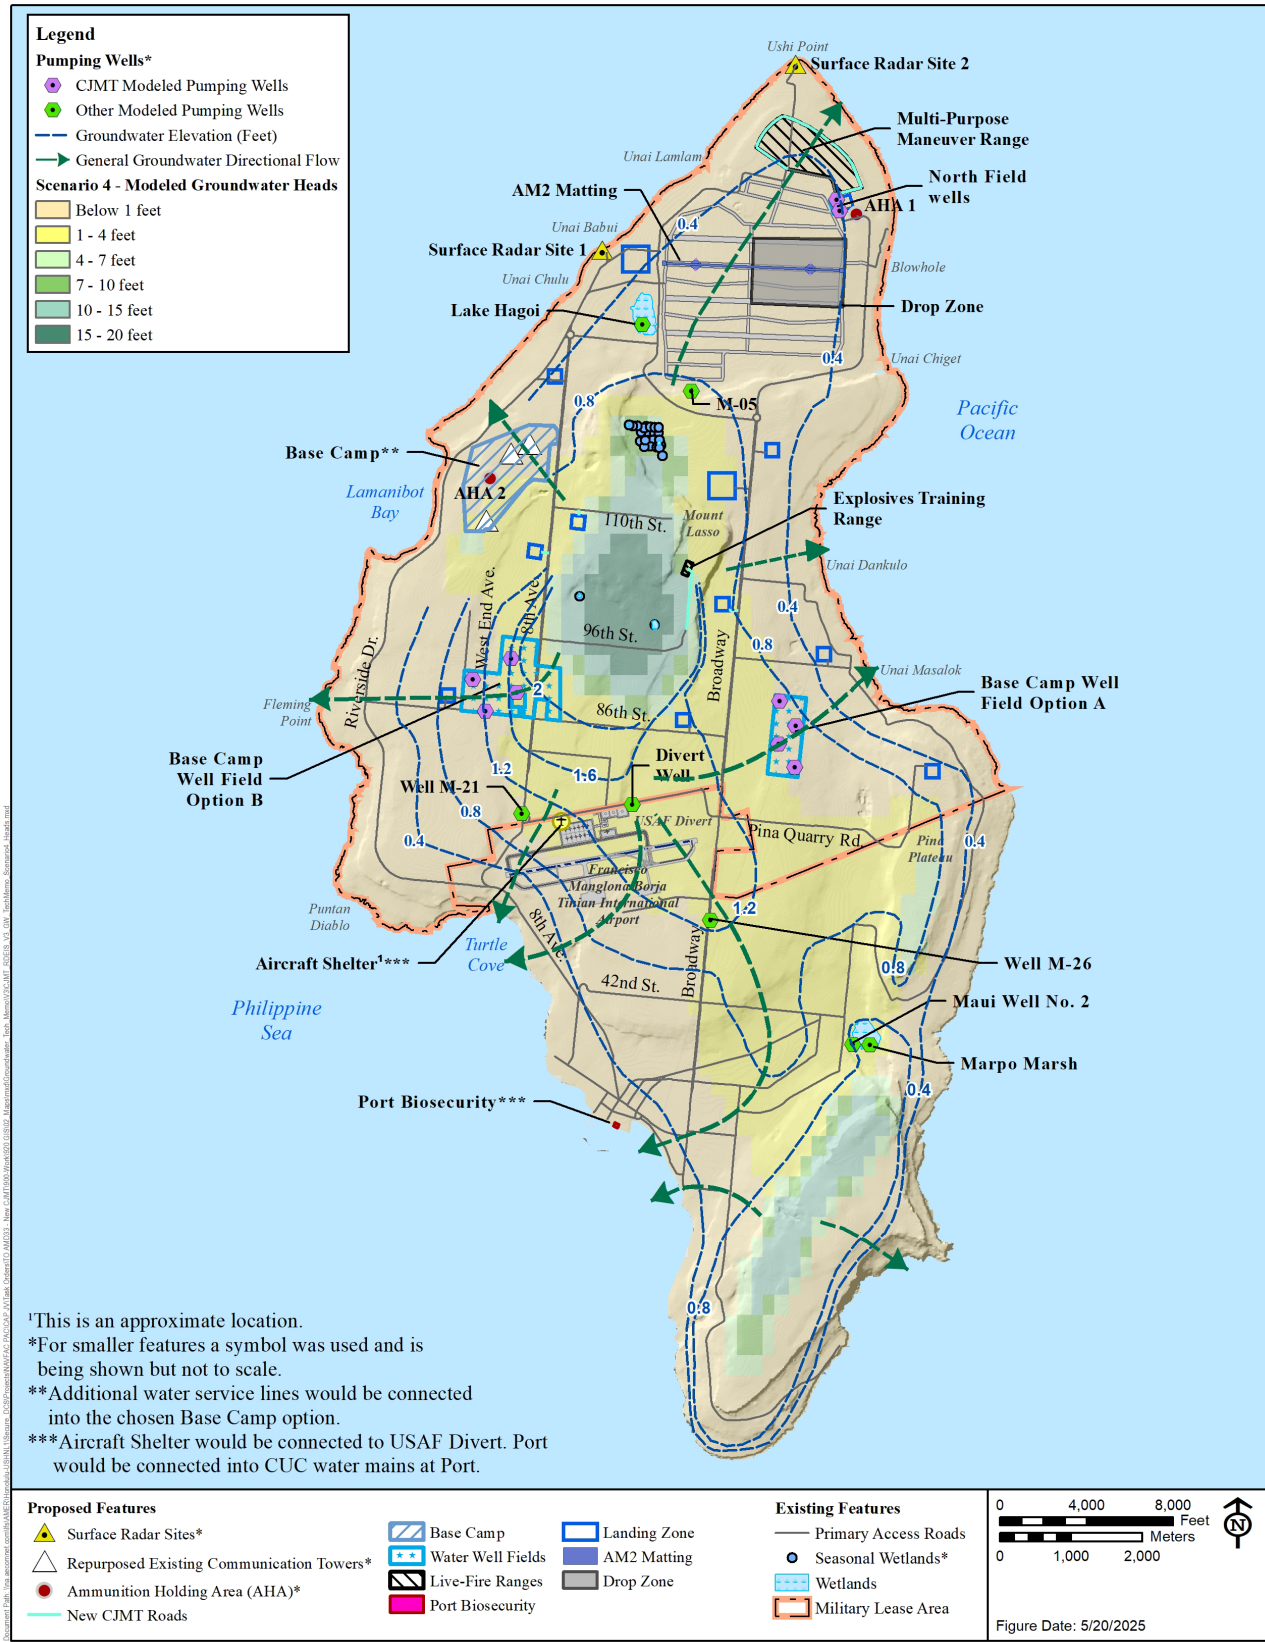 Legend
Pumping Wells*
CJMT Modeled Pumping Wells
Other Modeled Pumping Wells
Groundwater Elevation (Feet)
General Groundwater Directional Flow
Scenario 4 - Modeled Groundwater Heads
Below 1 feet
1 - 4 feet
4 - 7 feet
7 - 10 feet
10 - 15 feet
15 - 20 feet
Ushi Point
Surface Radar Site 2
Multi-Purpose
Maneuver Range
Unai Lamlam
North Field
wells
AM2 Matting
AHA 1
0.4
Unai Babui
Surface Radar Site 1
Unai Chulu
Blowhole
Lake Hagoi
Drop Zone
0.4
Unai Chiget
0.8
M-05
Pacific
Ocean
Base Camp**
AHA 2
Lamanibot
Bay
Explosives Training
Range
110th St.
Mount
Lasso
Unai Dankulo
West End Ave.
8th Ave.
0.4
96th St.
0.8
Broadway
Riverside Dr.
Unai Masalok
Base Camp Well
Field Option A
2
Fleming
Point
86th St.
Base Camp
Well Field
Option B
Divert
Well
1.2
1.6
Well M-21
0.8
USAF Divert
Pina Quarry Rd.
0.4
Pina
Plateau
0.4
Francisco
Manglona Borja
Tinian International
Airport
Puntan
Diablo
1.2
8th Ave.
Turtle
Cove
Aircraft Shelter¹***
Well M-26
0.8
42nd St.
Broadway
Philippine
Sea
Maui Well No. 2
Marpo Marsh
0.4
Port Biosecurity***
0.8
¹This is an approximate location.
*For smaller features a symbol was used and is
being shown but not to scale.
**Additional water service lines would be connected
into the chosen Base Camp option.
***Aircraft Shelter would be connected to USAF Divert. Port
would be connected into CUC water mains at Port.
Proposed Features
Surface Radar Sites*
Repurposed Existing Communication Towers*
Ammunition Holding Area (AHA)*
New CJMT Roads
Base Camp
Water Well Fields
Live-Fire Ranges
Port Biosecurity
Landing Zone
AM2 Matting
Drop Zone
Existing Features
Primary Access Roads
Seasonal Wetlands*
Wetlands
Military Lease Area
0 4,000 8,000
Feet
Meters
0 1,000 2,000
N
Figure Date: 5/20/2025